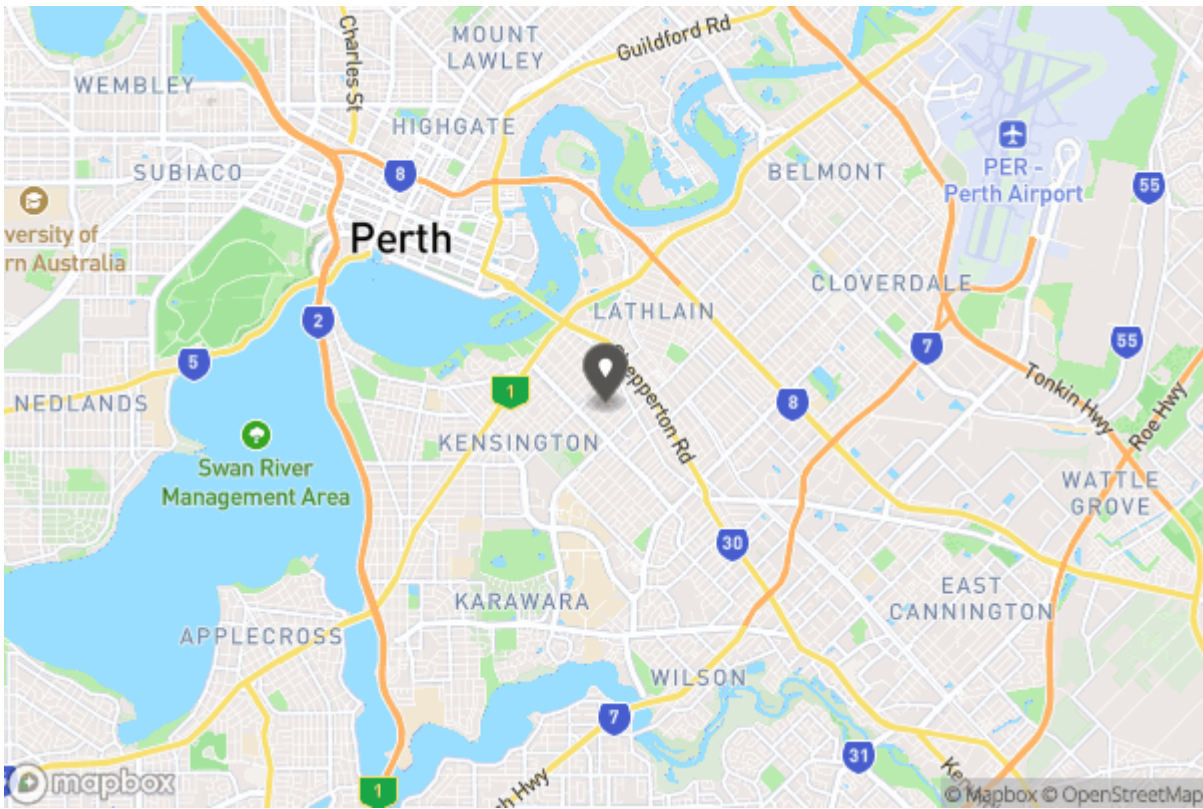 Charles St
MOUNT
LAWLEY
Guildford Rd
WEMBLEY
HIGHGATE
SUBIACO
8
BELMONT
PER -
Perth Airport
55
versity of
rn Australia
Perth
CLOVERDALE
LATHLAIN
2
5
7
55
Shepperton Rd
Tonkin Hwy
1
8
NEDLANDS
KENSINGTON
Roe Hwy
Swan River
Management Area
WATTLE
GROVE
30
EAST
CANNINGTON
KARAWARA
APPLECROSS
WILSON
7
31
mapbox
1
h Hwy
Ken
© Mapbox © OpenStreetMap